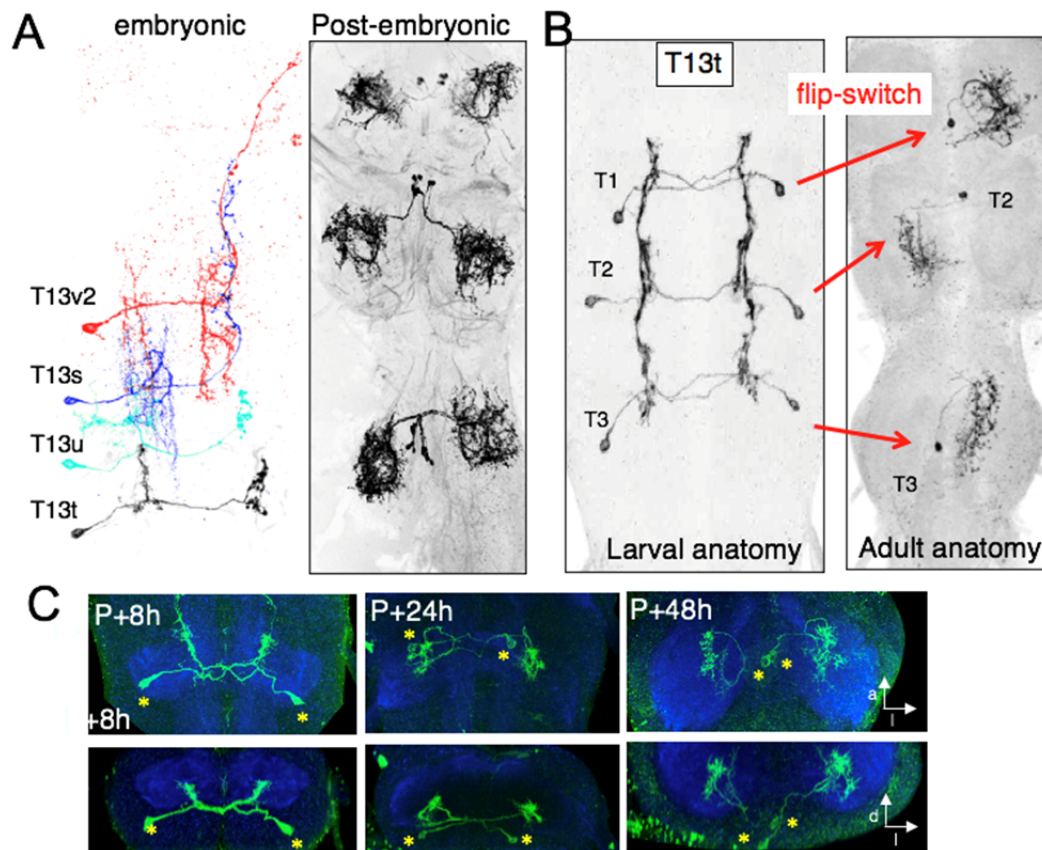 A
embryonic
Post-embryonic
T13v2
T13s
T13u
T13t
B
T13t
flip-switch
T1
T2
T3
Larval anatomy
T2
T3
Adult anatomy
C
P+8h
P+24h
P+48h
+8h
* *
* *
* *
a
l
* *
* *
* *
d
l